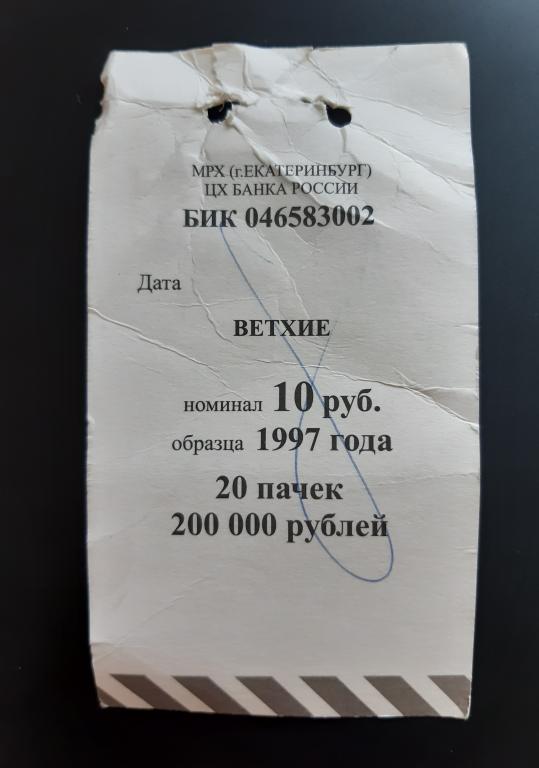 МРХ (г.ЕКАТЕРИНБУРГ)
ЦХ БАНКА РОССИИ
БИК 046583002
Дата
ВЕТХИЕ
номинал 10 руб.
образца 1997 года
20 пачек
200 000 рублей